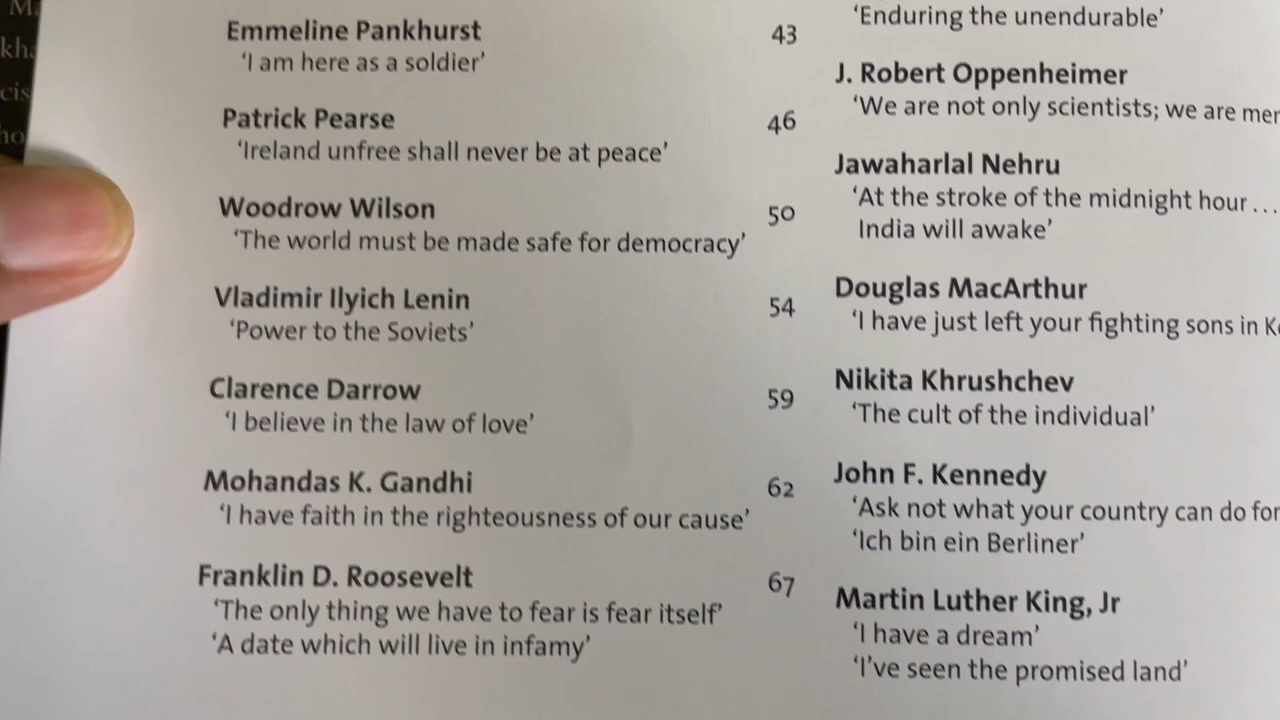 Emmeline Pankhurst 43
‘I am here as a soldier’
Patrick Pearse 46
‘Ireland unfree shall never be at peace’
Woodrow Wilson 50
‘The world must be made safe for democracy’
Vladimir Ilyich Lenin 54
‘Power to the Soviets’
Clarence Darrow 59
‘I believe in the law of love’
Mohandas K. Gandhi 62
‘I have faith in the righteousness of our cause’
Franklin D. Roosevelt 67
‘The only thing we have to fear is fear itself’
‘A date which will live in infamy’
‘Enduring the unendurable’
J. Robert Oppenheimer
‘We are not only scientists; we are
Jawaharlal Nehru
‘At the stroke of the midnight hour . . .
India will awake’
Douglas MacArthur
‘I have just left your fighting sons in
Nikita Khrushchev
‘The cult of the individual’
John F. Kennedy
‘Ask not what your country can do for
‘Ich bin ein Berliner’
Martin Luther King, Jr
‘I have a dream’
‘I’ve seen the promised land’